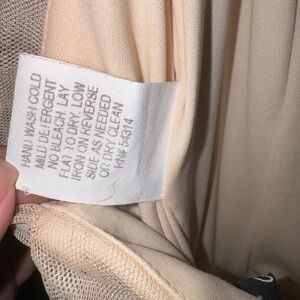 HAND WASH COLD
MILD DETERGENT
NO BLEACH, LAY
FLAT TO DRY, LOW
IRON ON REVERSE
SIDE AS NEEDED
OR DRY CLEAN
RN# 54314